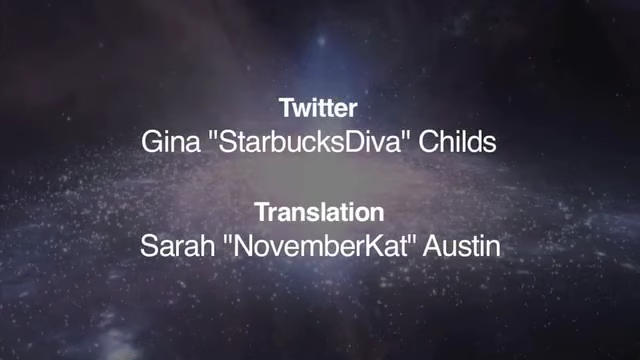 Twitter
Gina "StarbucksDiva" Childs
Translation
Sarah "NovemberKat" Austin